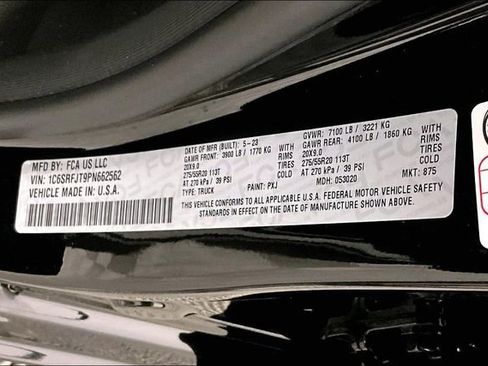 MFD BY: FCA US LLC
VIN: 1C6SRFJT9PN662562
VEHICLE MADE IN U.S.A.
DATE OF MFR (BUILT): 5-23
GAWR FRONT: 3900 LB / 1770 KG WITH
20X9.0 RIMS
275/55R20 113T TIRES
AT 270 kPa / 39 PSI COLD
TYPE: TRUCK PAINT: PXJ
GVWR: 7100 LB / 3221 KG
GAWR REAR: 4100 LB / 1860 KG WITH
20X9.0 RIMS
275/55R20 113T TIRES
AT 270 kPa / 39 PSI COLD
MDH: 053020 MKT: 875
THIS VEHICLE CONFORMS TO ALL APPLICABLE U.S.A. FEDERAL MOTOR VEHICLE SAFETY
STANDARDS IN EFFECT ON THE DATE OF MANUFACTURE SHOWN ABOVE.